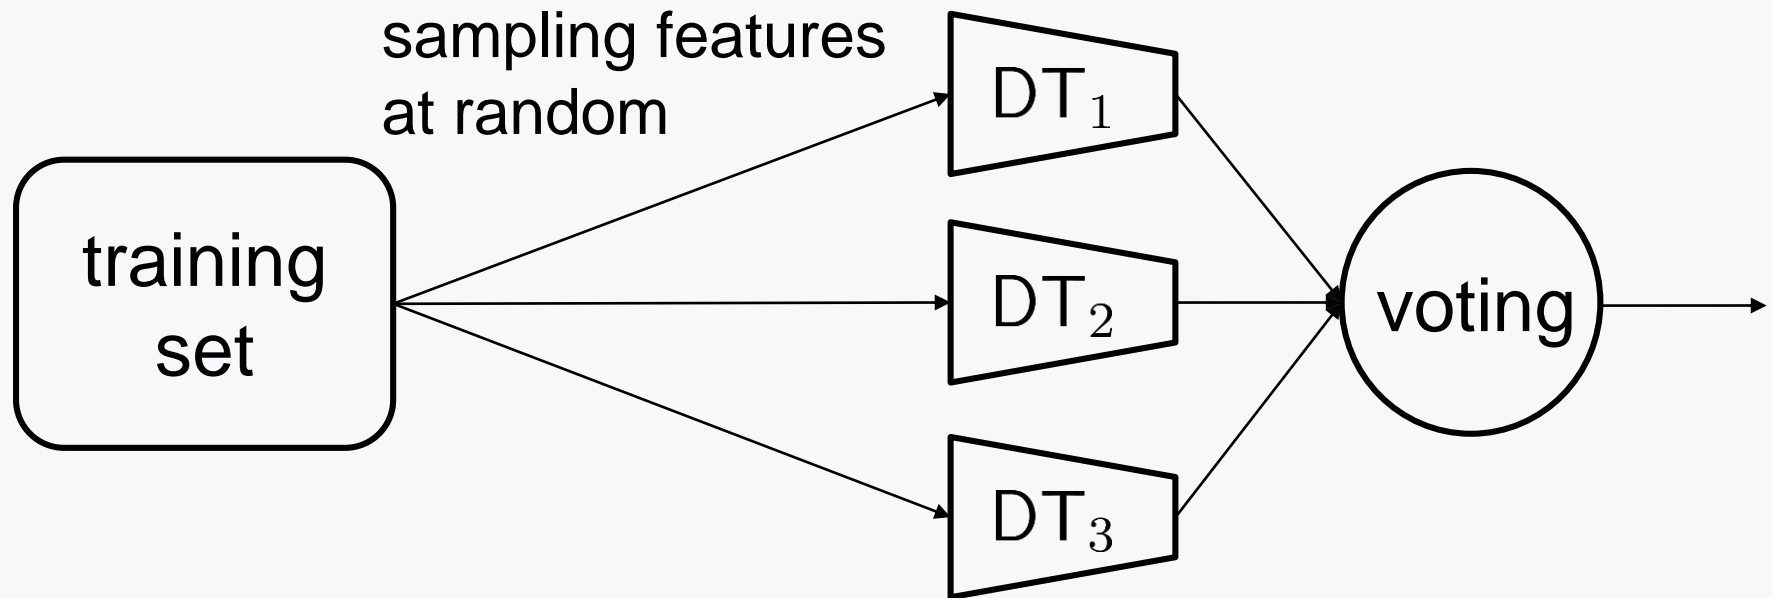 sampling features
at random
training
set
DT₁
DT₂
DT₃
voting